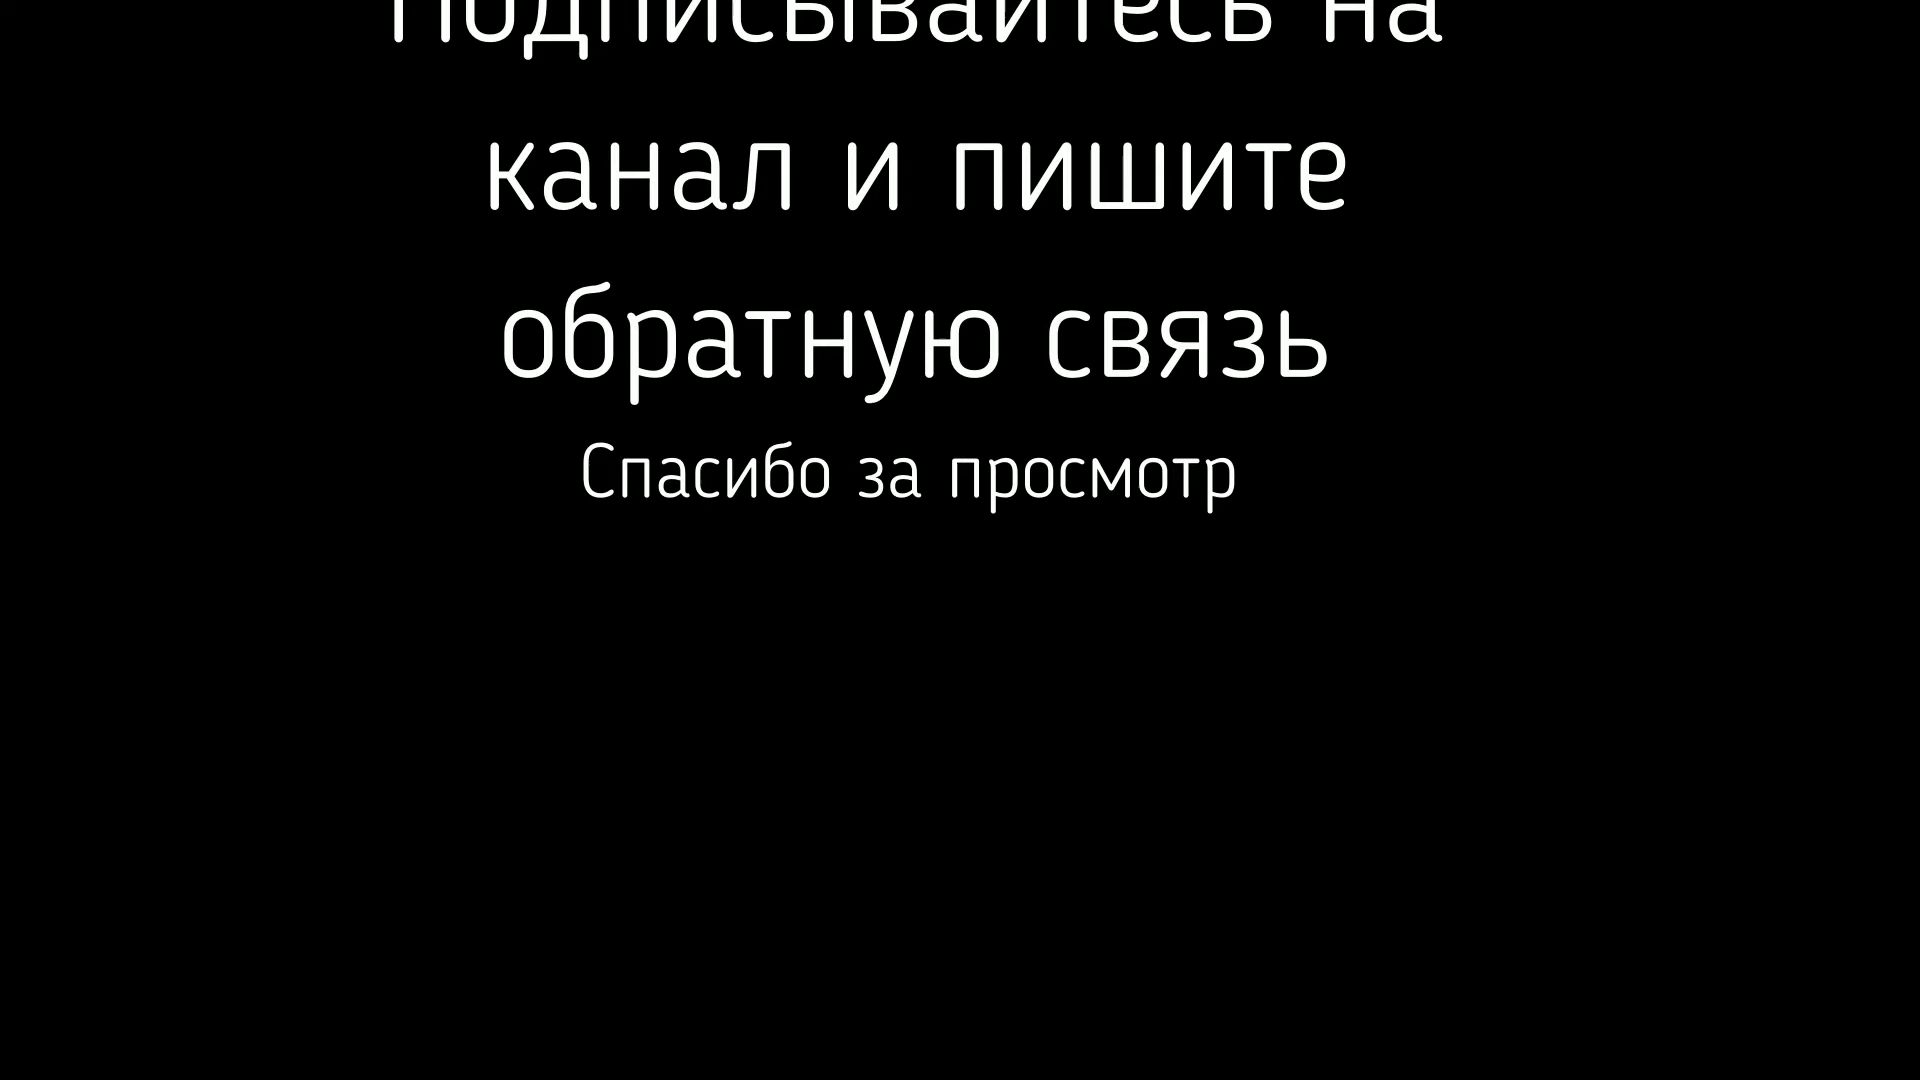 Подписывайтесь на
канал и пишите
обратную связь
Спасибо за просмотр